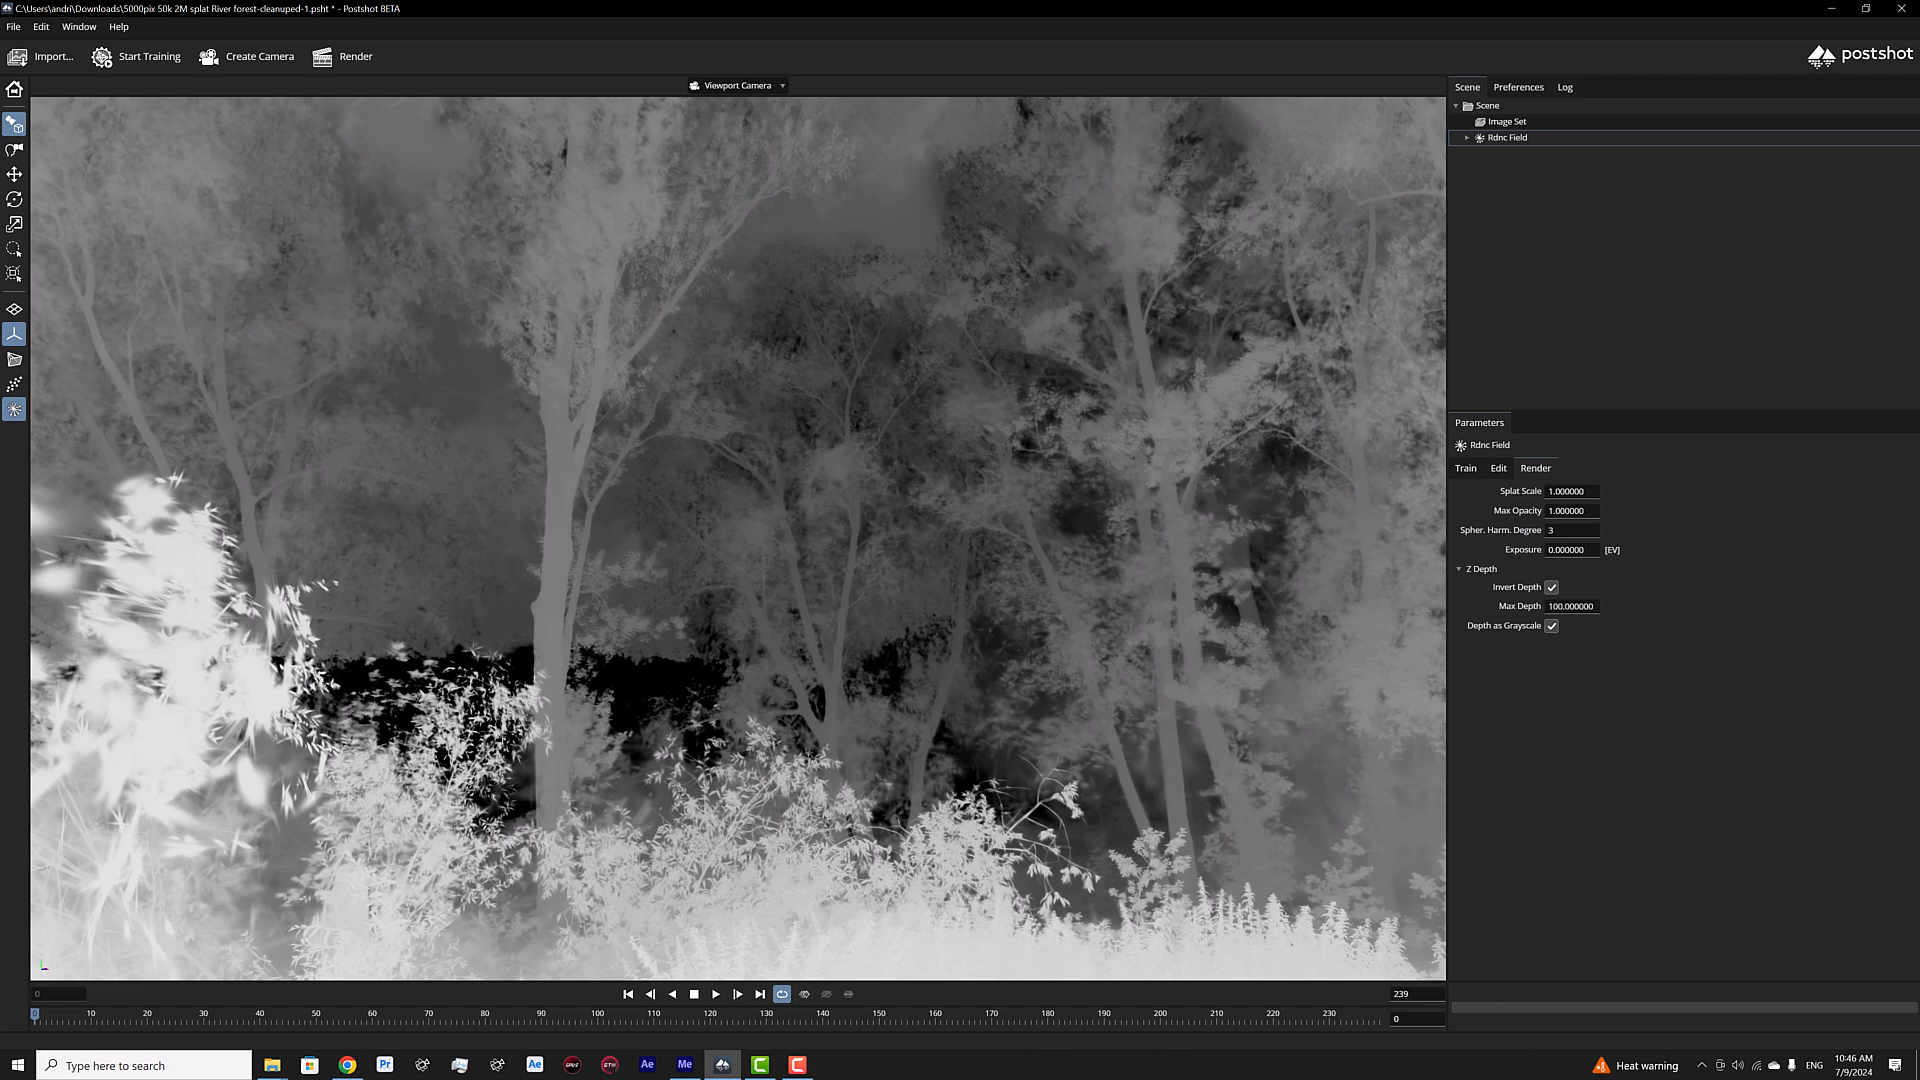 C:\Users\andri\Downloads\5000pix 50k 2M splat River forest-cleanuped-1.psht * - Postshot BETA
File Edit Window Help
Import... Start Training Create Camera Render postshot
Viewport Camera
Scene Preferences Log
Scene
Image Set
Rdnc Field
Parameters
Rdnc Field
Train Edit Render
Splat Scale 1.000000
Max Opacity 1.000000
Spher. Harm. Degree 3
Exposure 0.000000 [EV]
Z Depth
Invert Depth
Max Depth 100.000000
Depth as Grayscale
0 239
0 10 20 30 40 50 60 70 80 90 100 110 120 130 140 150 160 170 180 190 200 210 220 230 0
Type here to search Pr Ae Ae Me Heat warning ENG 10:46 AM
7/9/2024